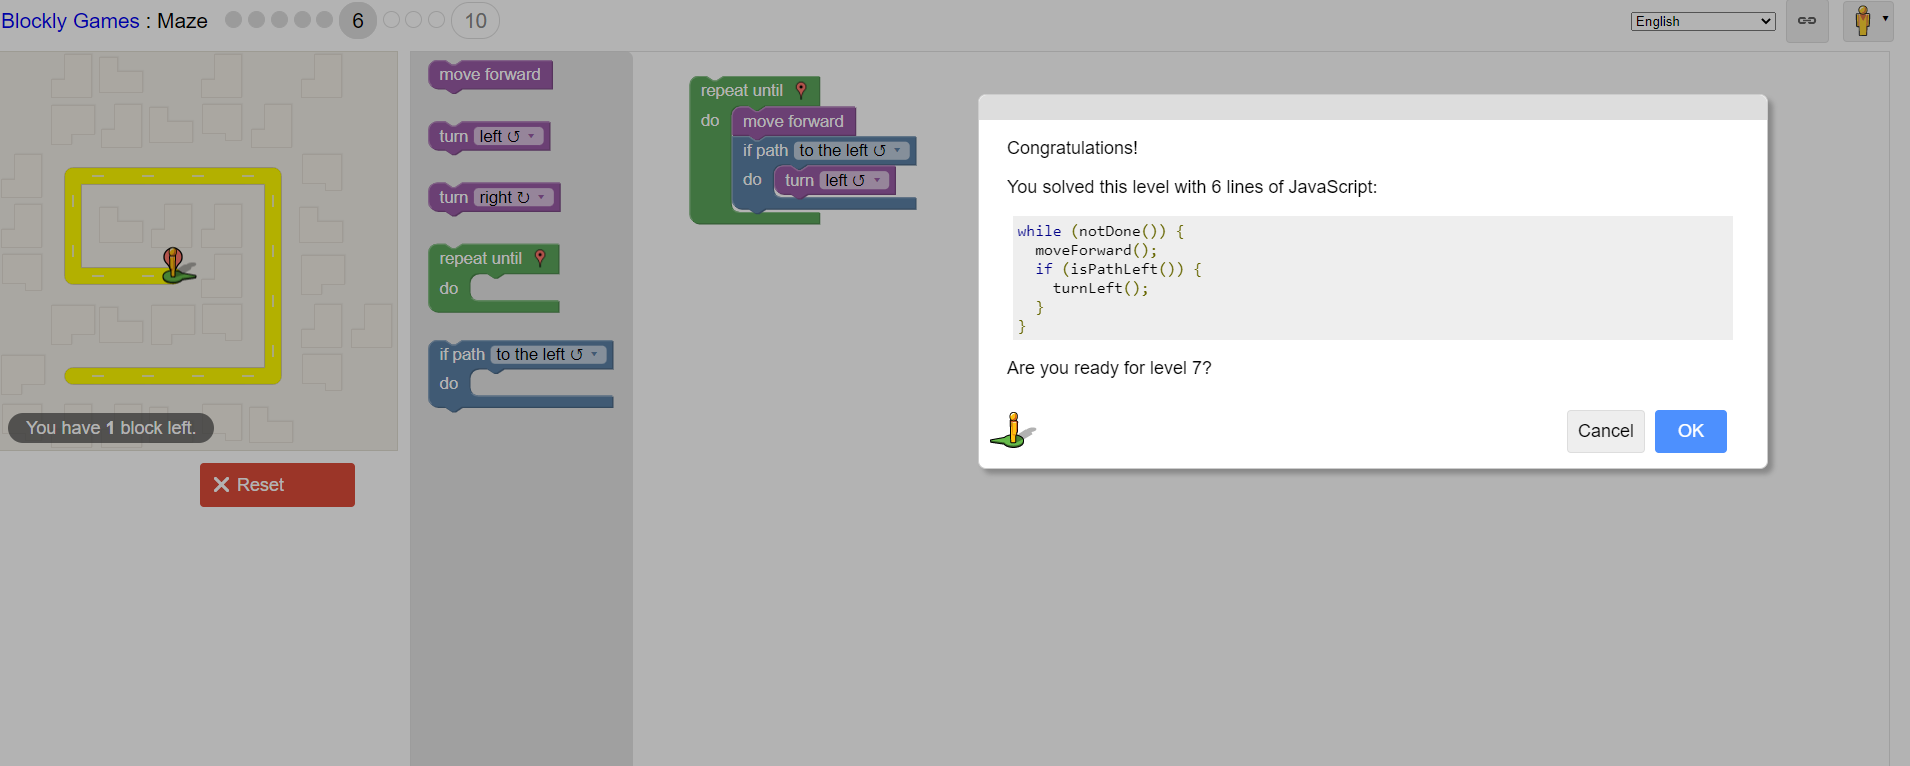 Blockly Games : Maze 6 10 English
move forward
turn left ↺
turn right ↻
repeat until
do
if path to the left ↺
do
repeat until
do move forward
if path to the left ↺
do turn left ↺
You have 1 block left.
Reset
Congratulations!
You solved this level with 6 lines of JavaScript:
while (notDone()) {
  moveForward();
  if (isPathLeft()) {
    turnLeft();
  }
}
Are you ready for level 7?
Cancel OK